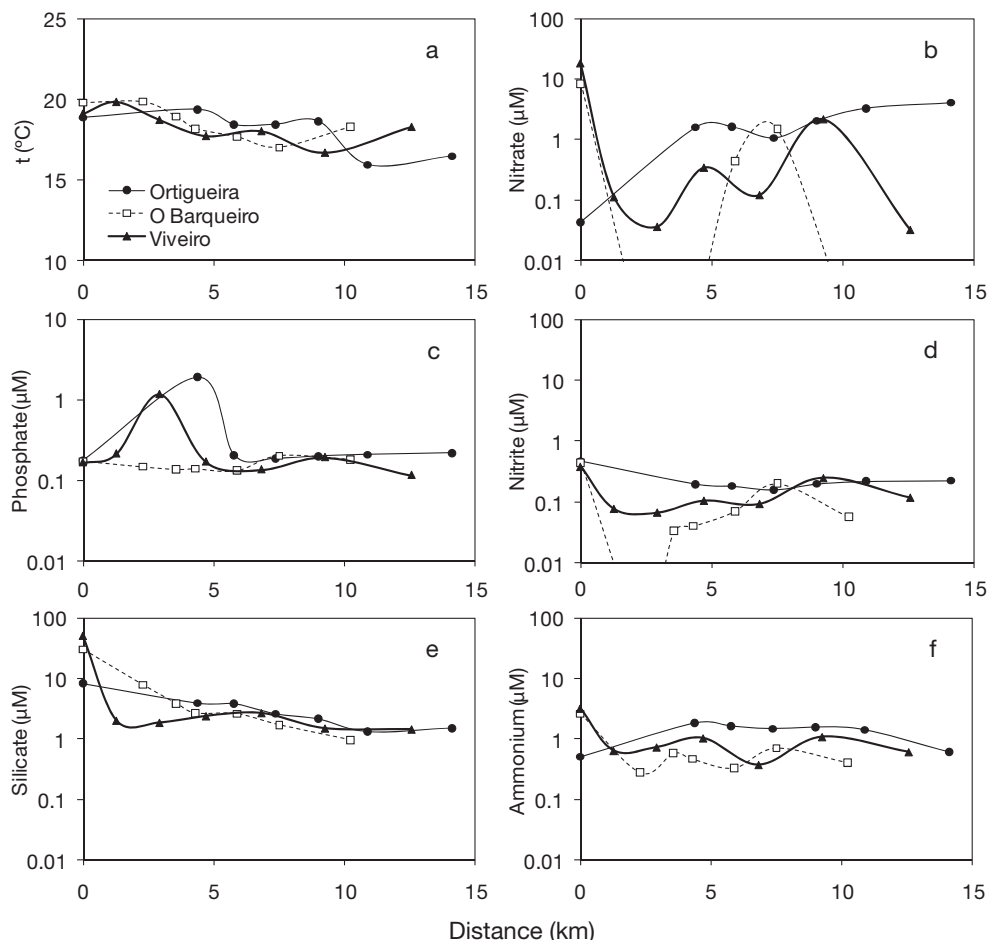 25
20
15
10
t (ºC)
a
Ortigueira
O Barqueiro
Viveiro
0 5 10 15
100
10
1
0.1
0.01
Nitrate (µM)
b
0 5 10 15
10
1
0.1
0.01
Phosphate (µM)
c
0 5 10 15
100
10
1
0.1
0.01
Nitrite (µM)
d
0 5 10 15
100
10
1
0.1
0.01
Silicate (µM)
e
0 5 10 15
100
10
1
0.1
0.01
Ammonium (µM)
f
0 5 10 15
Distance (km)